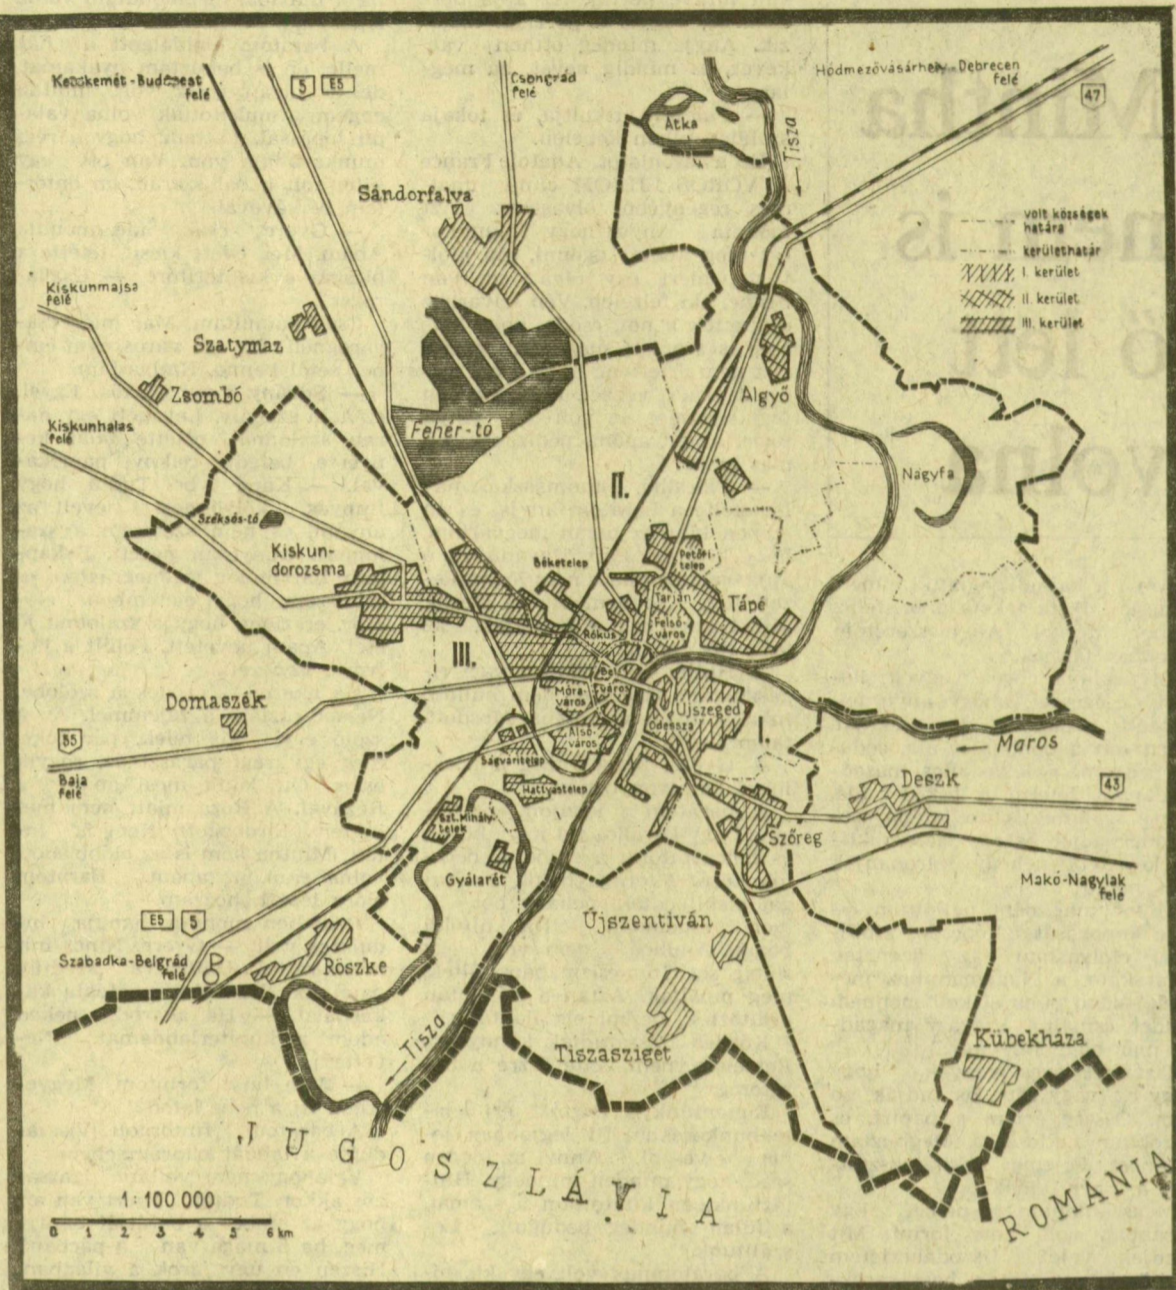 Kecskemét-Budapest
felé
5
E5
Csongrád
felé
Hódmezővásárhely-Debrecen
felé
47
Atka
Tisza
Sándorfalva
volt községek
határa
kerülethatár
I. kerület
II. kerület
III. kerület
Kiskunmajsa
felé
Szatymaz
Zsombó
Algyő
Kiskunhalas
felé
Fehér-tó
Nagyfa
II.
Széksós-tó
Kiskun-
dorozsma
Béketelep
Petőfi-
telep
Tarján
Tápé
Felső-
város
Rókus
III.
Bel-
város
Móra-
város
Újszeged
Odessza
I.
Domaszék
Alsó-
város
Maros
55
Ságváritelep
Baja
felé
Hattyastelep
Deszk
43
Szt. Mihály-
telek
Szőreg
Gyálarét
Makó-Nagylak
felé
E5
5
Újszentiván
Szabadka-Belgrád
felé
Röszke
Tisza
Tiszasziget
Kübekháza
JUGOSZLÁVIA
ROMÁNIA
1:100 000
0 1 2 3 4 5 6 km